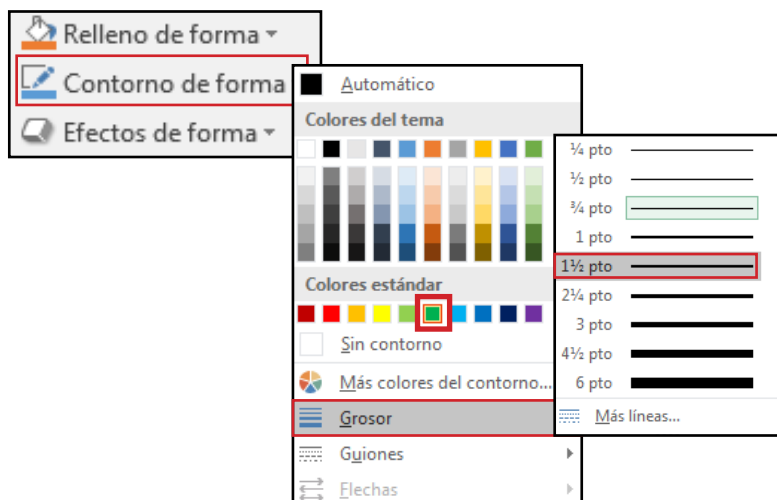 Relleno de forma
Contorno de forma
Efectos de forma
Automático
Colores del tema
Colores estándar
Sin contorno
Más colores del contorno...
Grosor
Guiones
Flechas
¼ pto
½ pto
¾ pto
1 pto
1½ pto
2¼ pto
3 pto
4½ pto
6 pto
Más líneas...